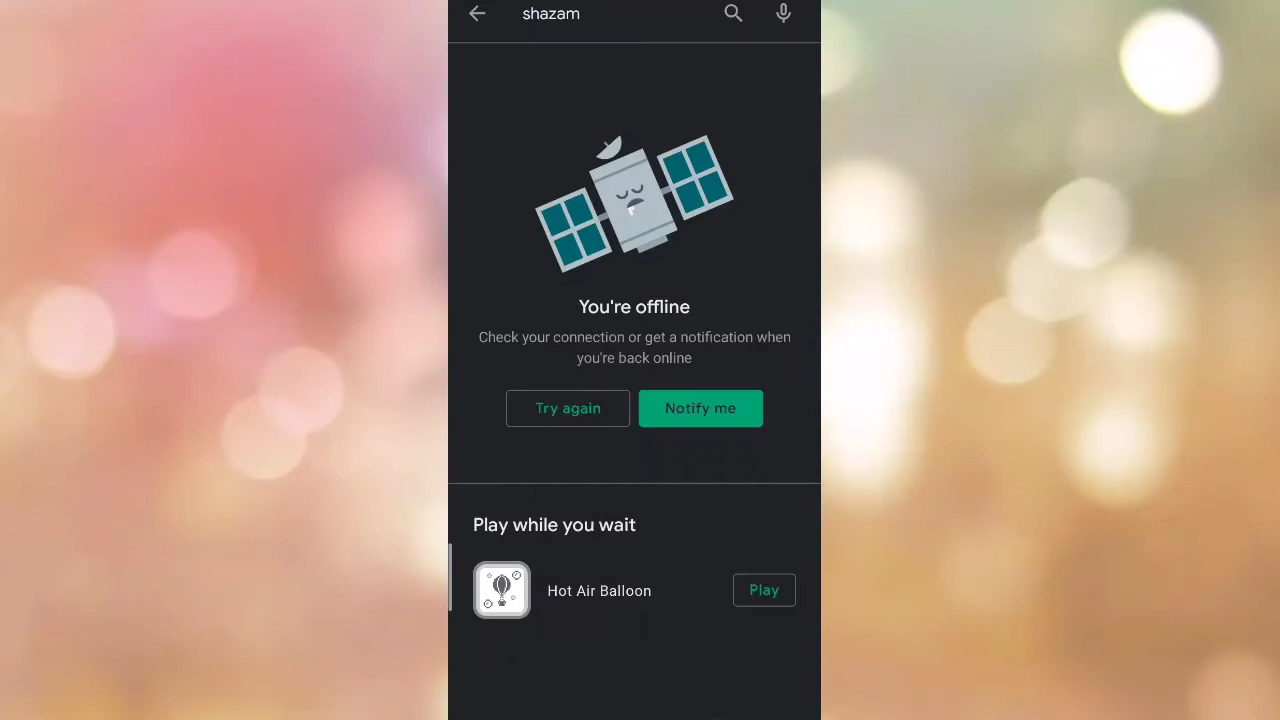 shazam
You're offline
Check your connection or get a notification when
you're back online
Try again
Notify me
Play while you wait
Hot Air Balloon
Play